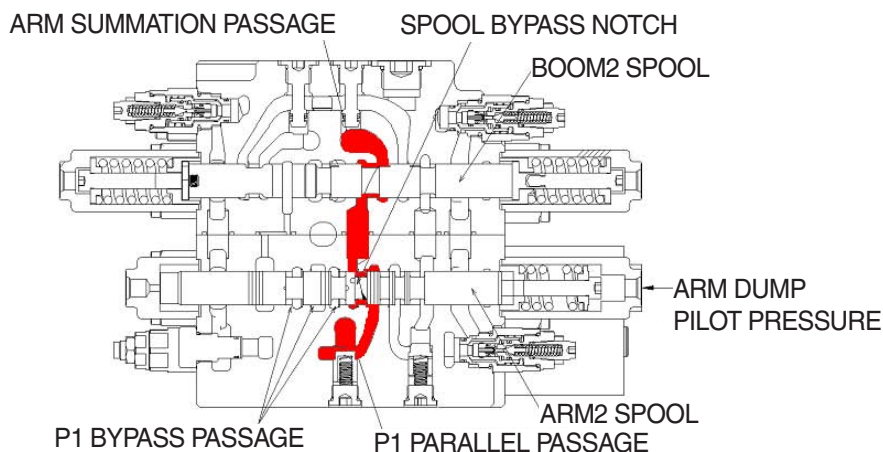 ARM SUMMATION PASSAGE
SPOOL BYPASS NOTCH
BOOM2 SPOOL
ARM DUMP
PILOT PRESSURE
ARM2 SPOOL
P1 BYPASS PASSAGE
P1 PARALLEL PASSAGE